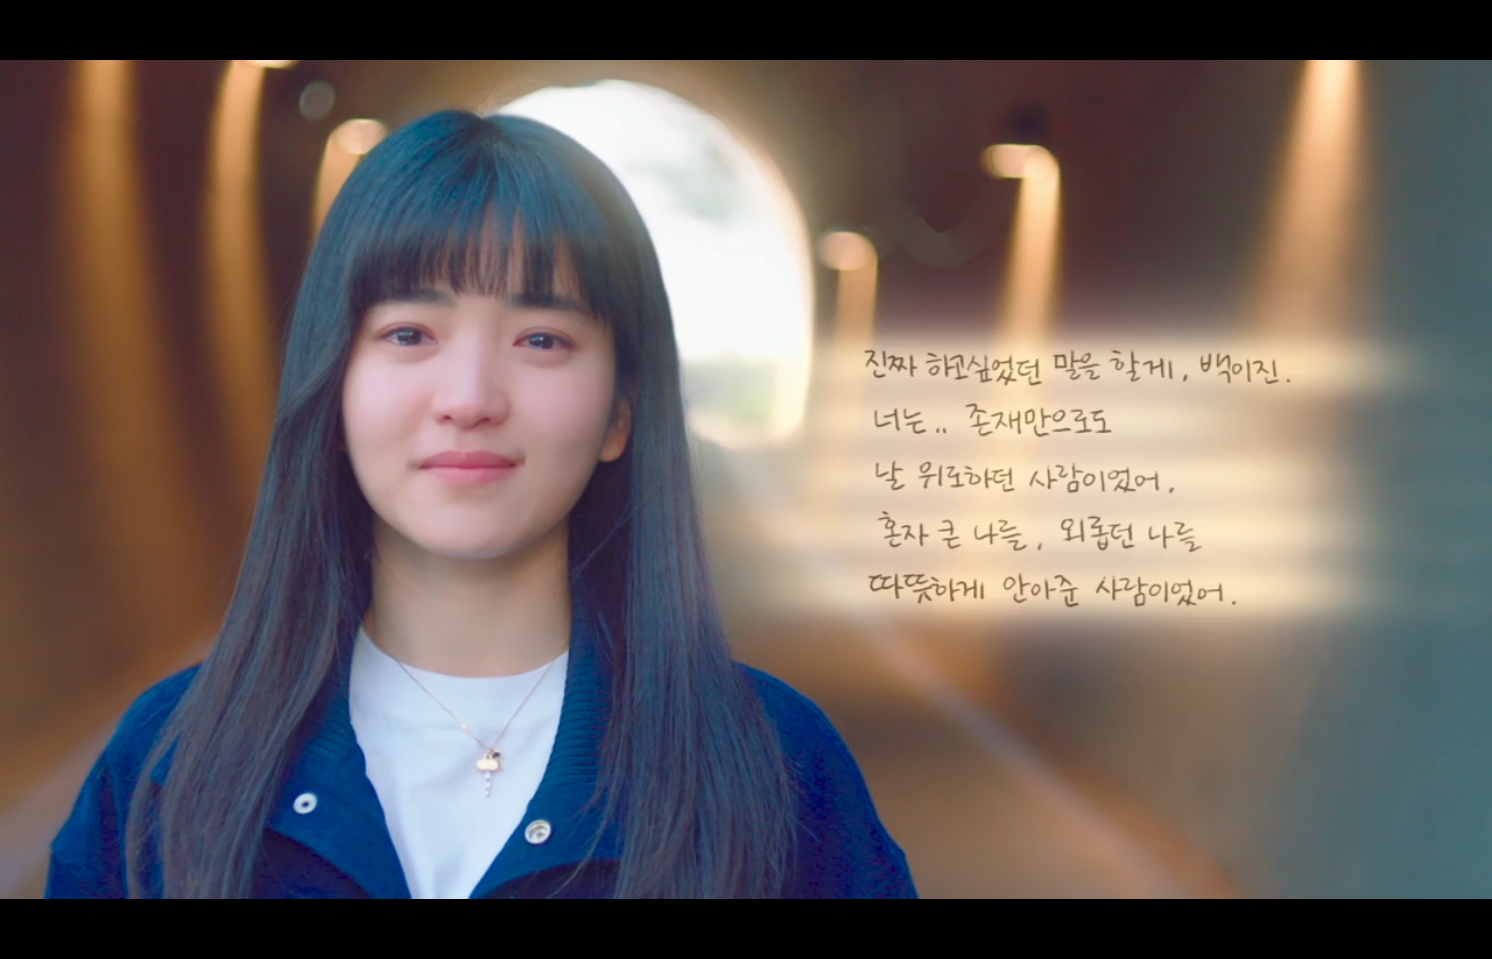 진짜 하고싶었던 말을 할게, 백이진.
너는.. 존재만으로도
날 위로하던 사람이었어.
혼자 큰 나를, 외롭던 나를
따뜻하게 안아준 사람이었어.